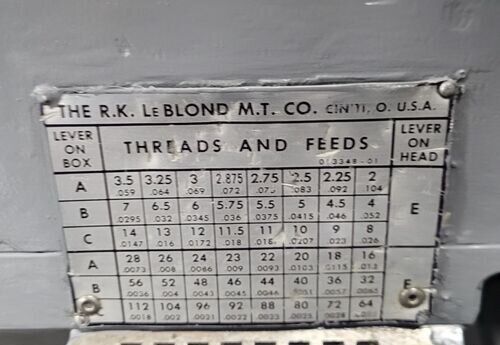 THE R.K. LeBLOND M.T. CO. CIN'TI, O. U.S.A.
LEVER ON BOX
THREADS AND FEEDS
LEVER ON HEAD
A 3.5 3.25 3 2.875 2.75 2.5 2.25 2
.059 .064 .069 .072 .083 .092 .104
B 7 6.5 6 5.75 5.5 5 4.5 4
.0295 .032 .0345 .036 .0375 .0415 .046 .052
E
C 14 13 12 11.5 11 10 9 8
.0147 .016 .0172 .018 .0207 .023 .026
A 28 26 24 23 22 20 18 16
.0073 .008 .0086 .009 .0093 .0103 .0115 .013
B 56 52 48 46 44 40 36 32
.0036 .004 .0043 .0045 .0046 .0051 .0057 .0065
F
C 112 104 96 92 88 80 72 64
.0018 .002 .0021 .0022 .0023 .0025 .0028